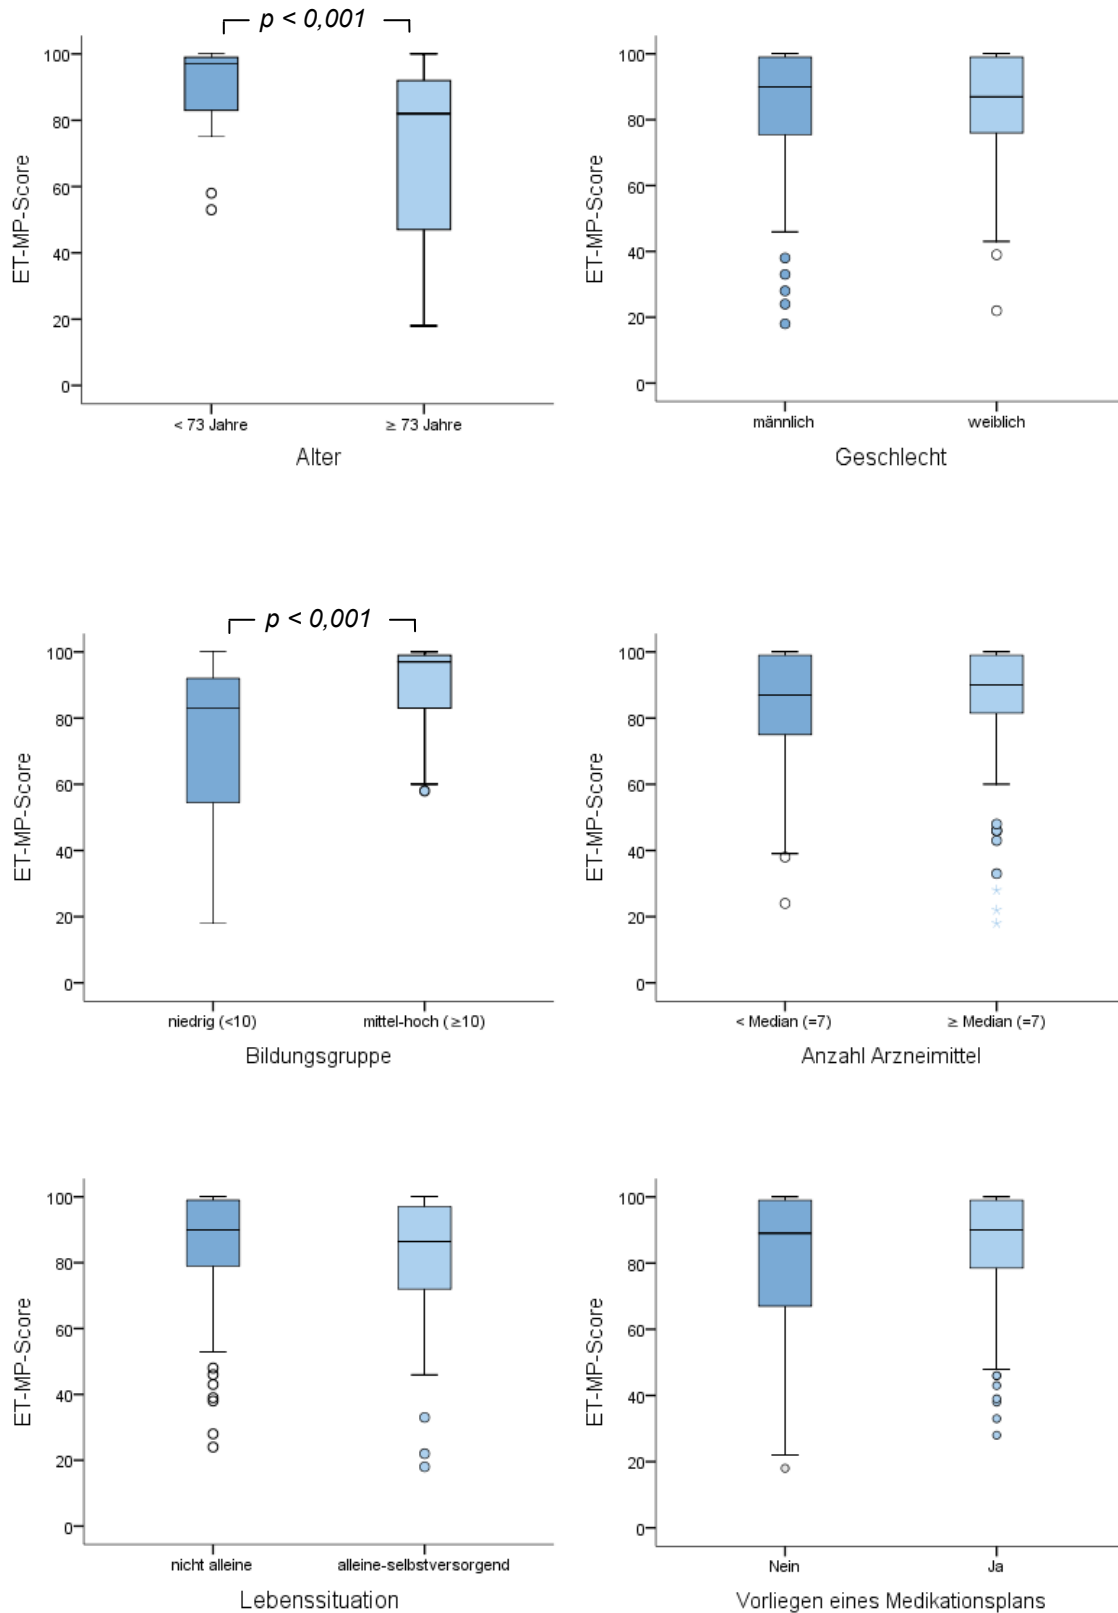 p < 0,001
100
80
60
40
20
0
ET-MP-Score
< 73 Jahre
≥ 73 Jahre
Alter
100
80
60
40
20
0
ET-MP-Score
männlich
weiblich
Geschlecht
p < 0,001
100
80
60
40
20
0
ET-MP-Score
niedrig (<10)
mittel-hoch (≥10)
Bildungsgruppe
100
80
60
40
20
0
ET-MP-Score
< Median (=7)
≥ Median (=7)
Anzahl Arzneimittel
100
80
60
40
20
0
ET-MP-Score
nicht alleine
alleine-selbstversorgend
Lebenssituation
100
80
60
40
20
0
ET-MP-Score
Nein
Ja
Vorliegen eines Medikationsplans